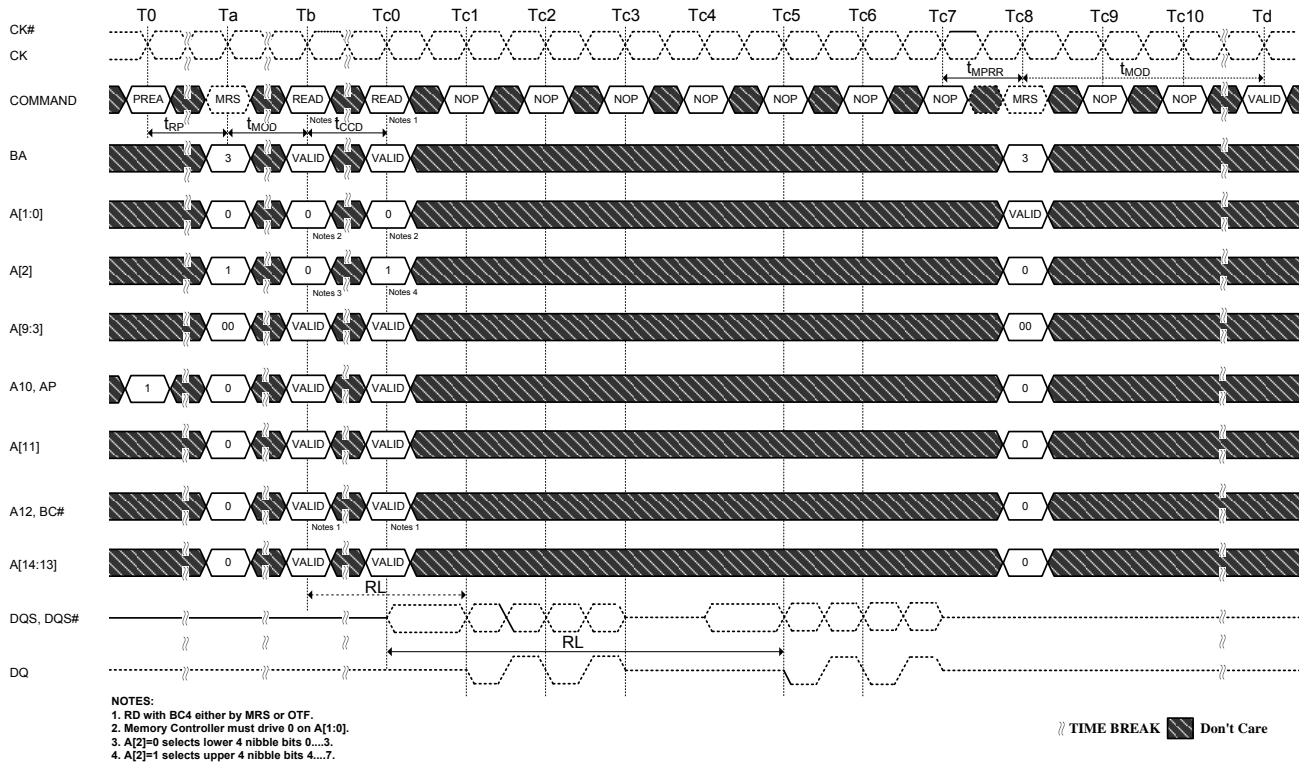 T0 Ta Tb Tc0 Tc1 Tc2 Tc3 Tc4 Tc5 Tc6 Tc7 Tc8 Tc9 Tc10 Td
CK#
CK
tMPRR tMOD
COMMAND PREA MRS READ READ NOP NOP NOP NOP NOP NOP NOP MRS NOP NOP VALID
Notes 1 Notes 1
tRP tMOD tCCD
BA 3 VALID VALID 3
A[1:0] 0 0 0 VALID
Notes 2 Notes 2
A[2] 1 0 1 0
Notes 3 Notes 4
A[9:3] 00 VALID VALID 00
A10, AP 1 0 VALID VALID 0
A[11] 0 VALID VALID 0
A12, BC# 0 VALID VALID 0
Notes 1 Notes 1
A[14:13] 0 VALID VALID 0
RL
DQS, DQS#
RL
DQ
NOTES:
1. RD with BC4 either by MRS or OTF.
2. Memory Controller must drive 0 on A[1:0].
3. A[2]=0 selects lower 4 nibble bits 0....3.
4. A[2]=1 selects upper 4 nibble bits 4....7.
TIME BREAK Don't Care